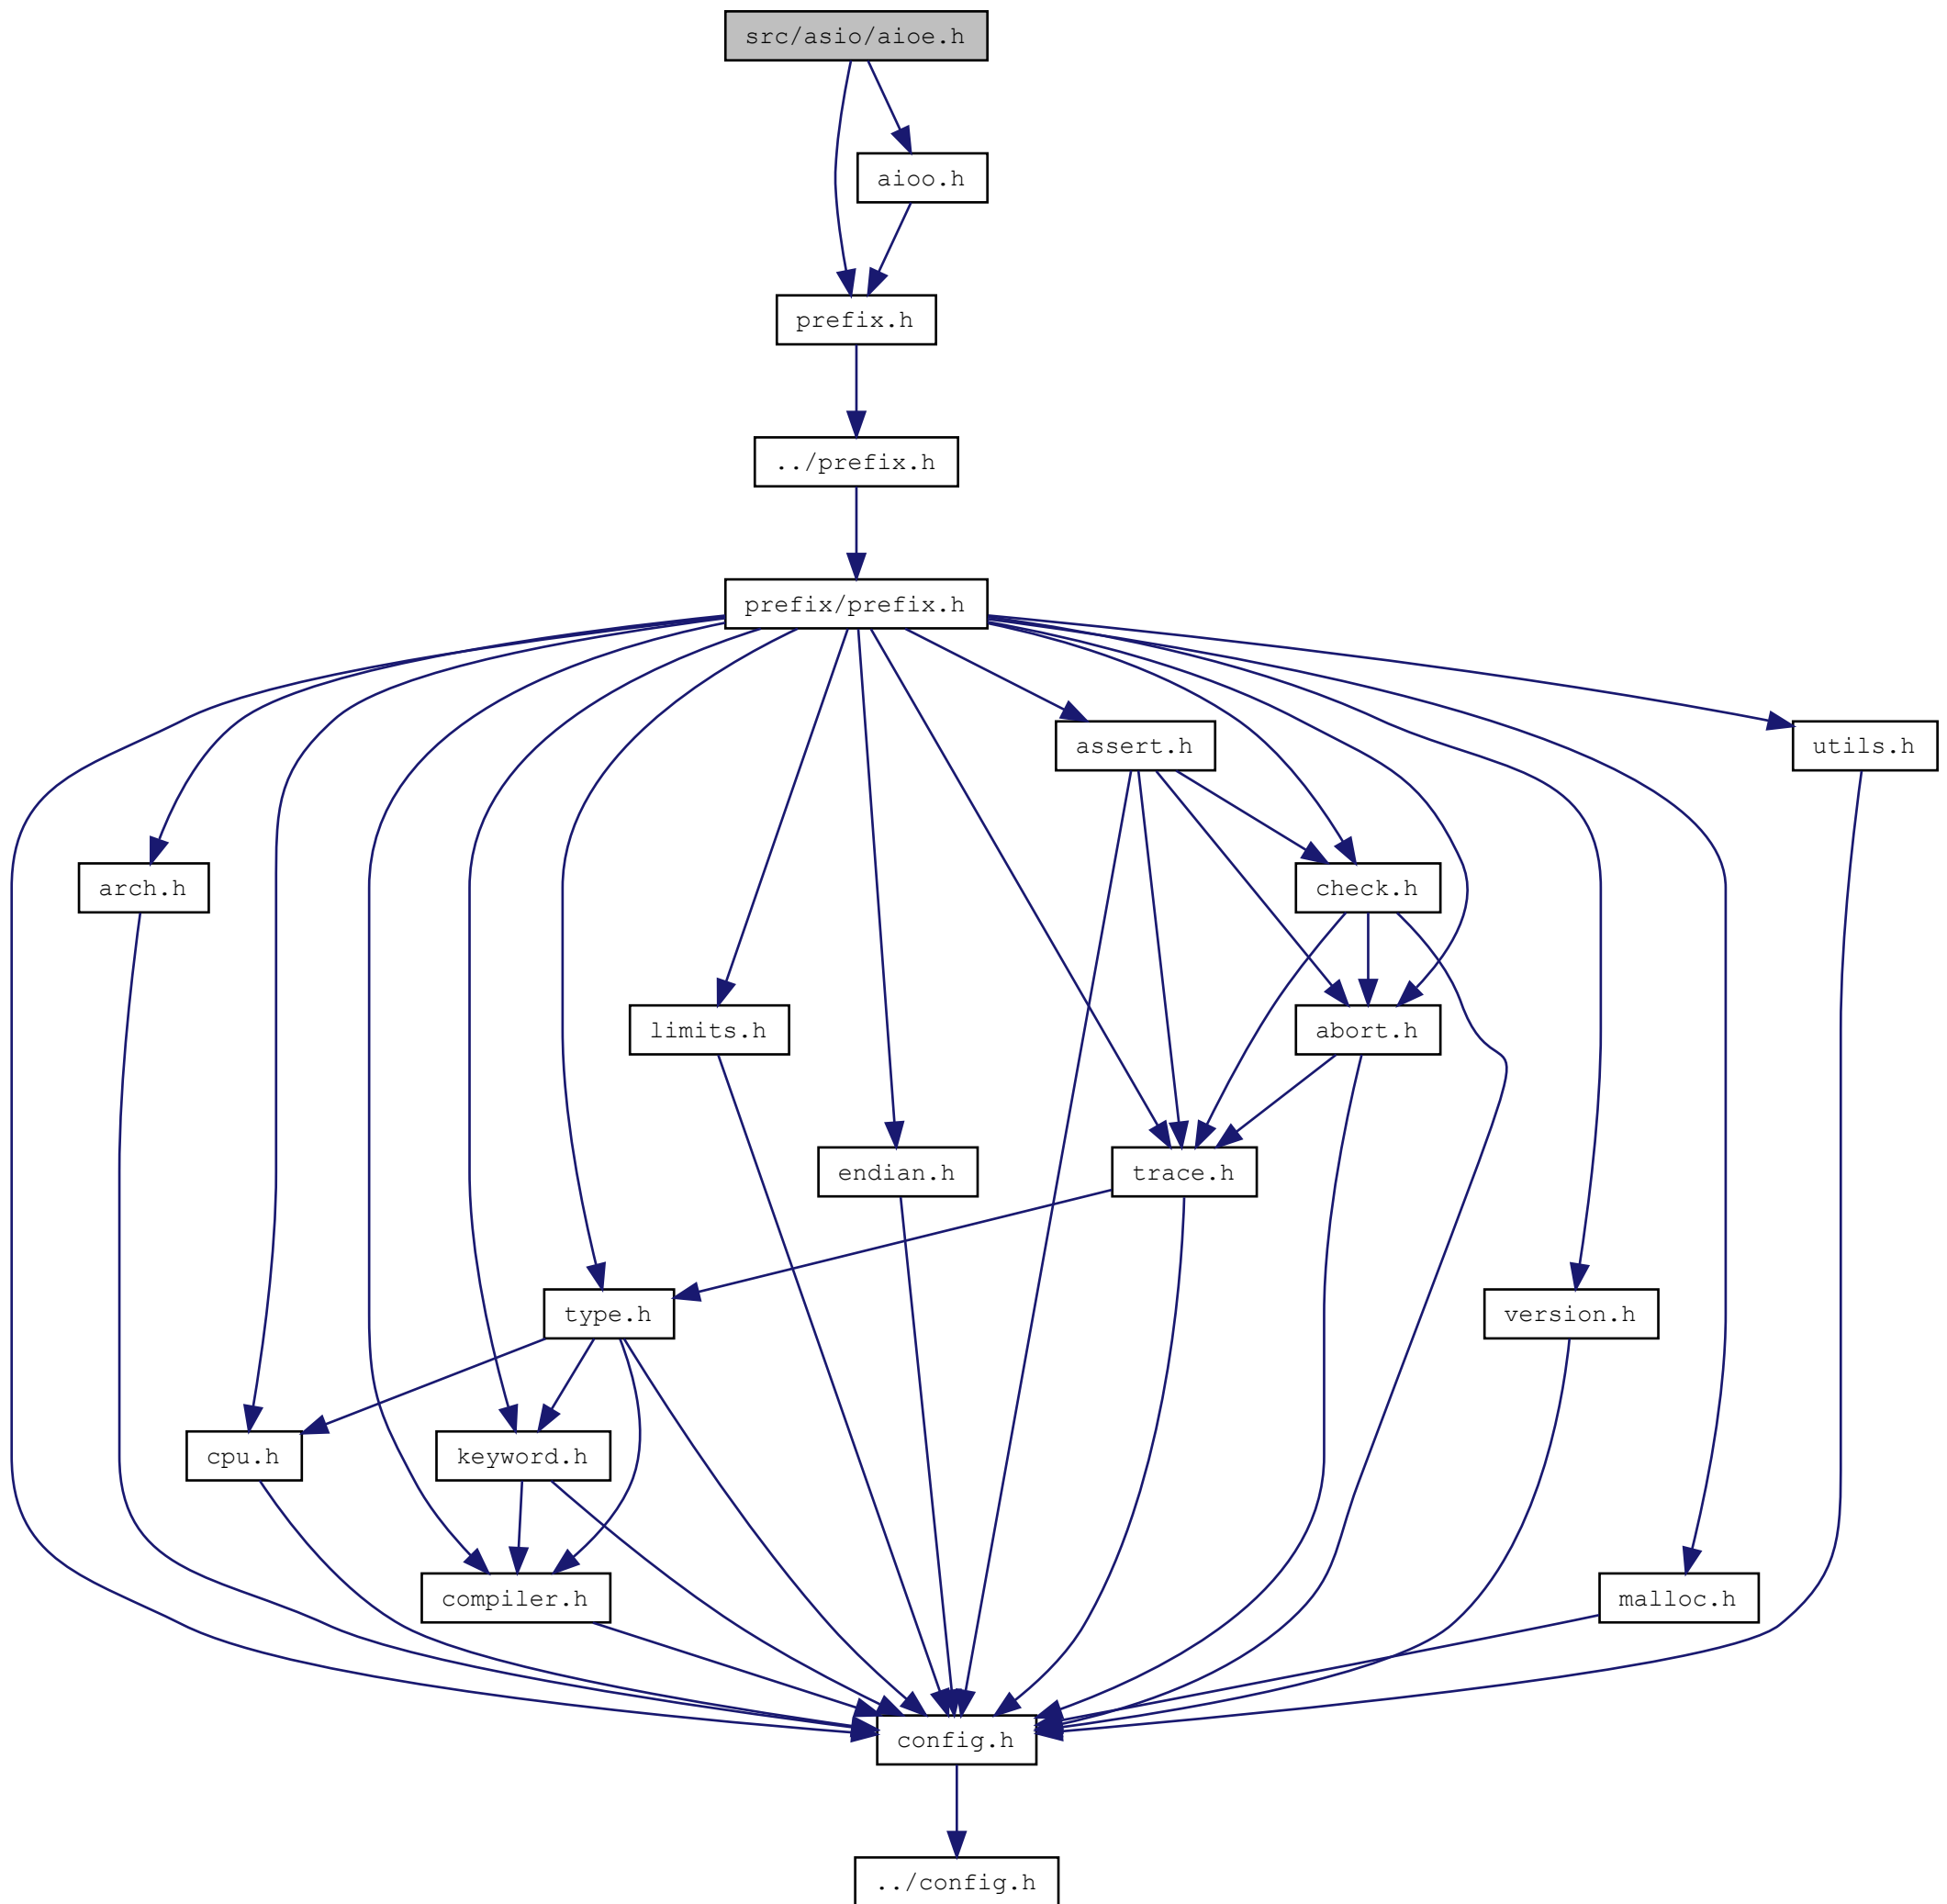 src/asio/aioe.h
aioo.h
prefix.h
../prefix.h
prefix/prefix.h
assert.h
utils.h
arch.h
check.h
limits.h
abort.h
endian.h
trace.h
type.h
version.h
cpu.h
keyword.h
compiler.h
malloc.h
config.h
../config.h